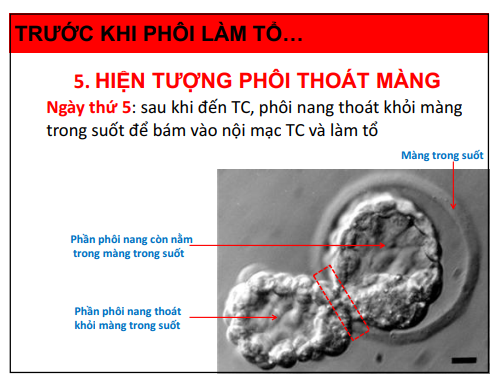 TRƯỚC KHI PHÔI LÀM TỔ…
5. HIỆN TƯỢNG PHÔI THOÁT MÀNG
Ngày thứ 5: sau khi đến TC, phôi nang thoát khỏi màng
trong suốt để bám vào nội mạc TC và làm tổ
Màng trong suốt
Phần phôi nang còn nằm
trong màng trong suốt
Phần phôi nang thoát
khỏi màng trong suốt